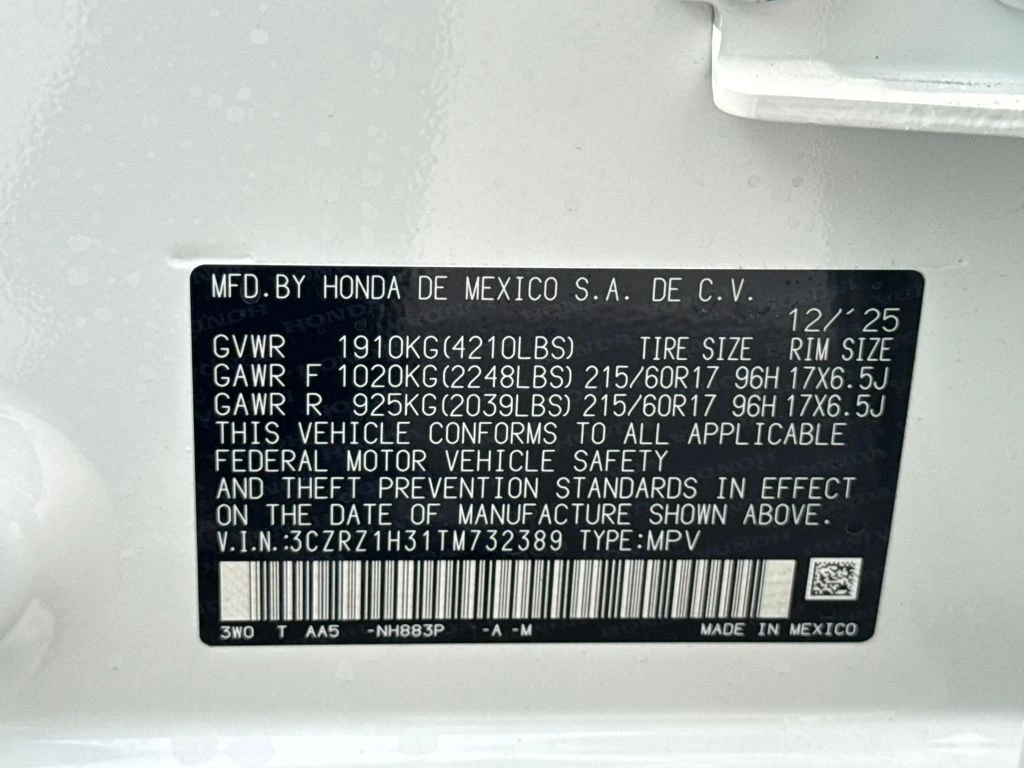 MFD.BY HONDA DE MEXICO S.A. DE C.V.
12/'25
GVWR 1910KG(4210LBS) TIRE SIZE RIM SIZE
GAWR F 1020KG(2248LBS) 215/60R17 96H 17X6.5J
GAWR R 925KG(2039LBS) 215/60R17 96H 17X6.5J
THIS VEHICLE CONFORMS TO ALL APPLICABLE
FEDERAL MOTOR VEHICLE SAFETY
AND THEFT PREVENTION STANDARDS IN EFFECT
ON THE DATE OF MANUFACTURE SHOWN ABOVE.
V.I.N.:3CZRZ1H31TM732389 TYPE:MPV
3W0 T AA5 -NH883P -A -M MADE IN MEXICO